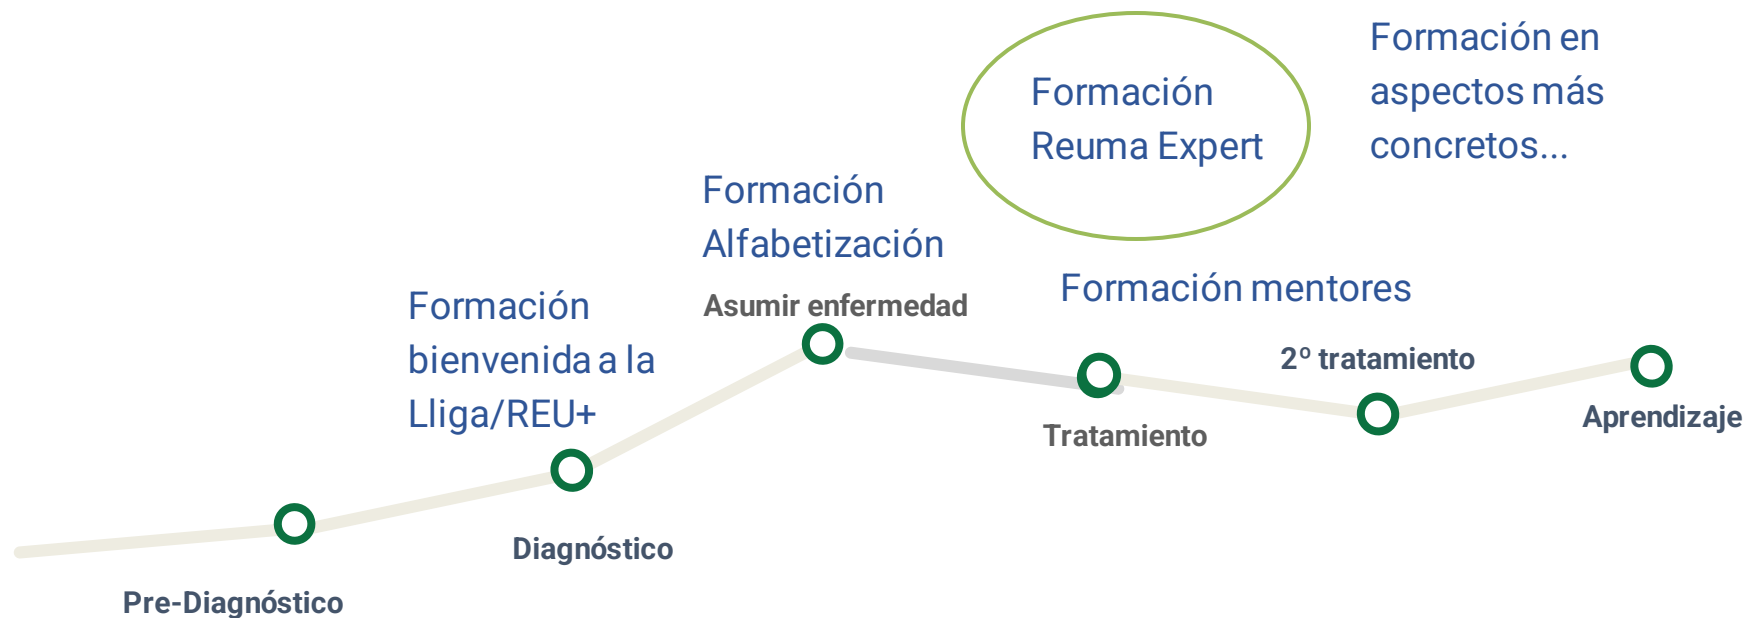 Formación en
aspectos más
concretos...
Formación
Reuma Expert
Formación
Alfabetización
Formación mentores
Formación
bienvenida a la
Lliga/REU+
Asumir enfermedad
2º tratamiento
Aprendizaje
Tratamiento
Diagnóstico
Pre-Diagnóstico